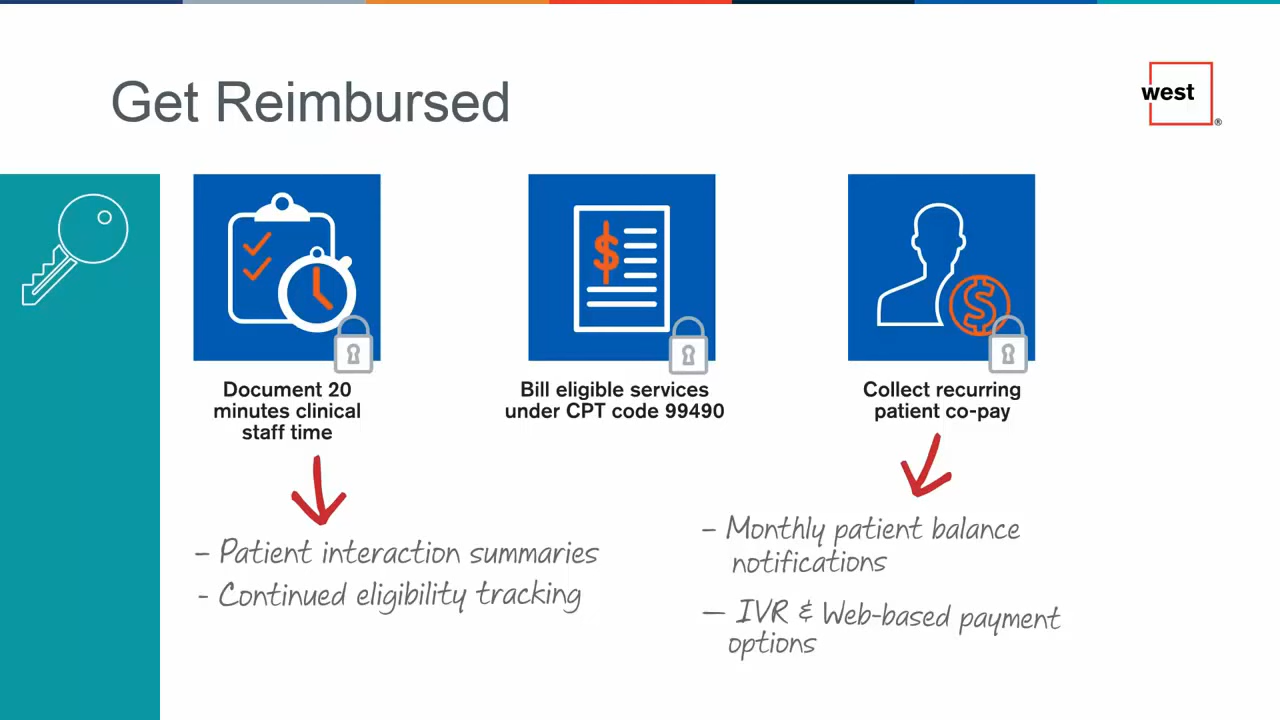 Get Reimbursed
west
®
Document 20
minutes clinical
staff time
Bill eligible services
under CPT code 99490
Collect recurring
patient co-pay
– Patient interaction summaries
- Continued eligibility tracking
– Monthly patient balance
notifications
– IVR & Web-based payment
options